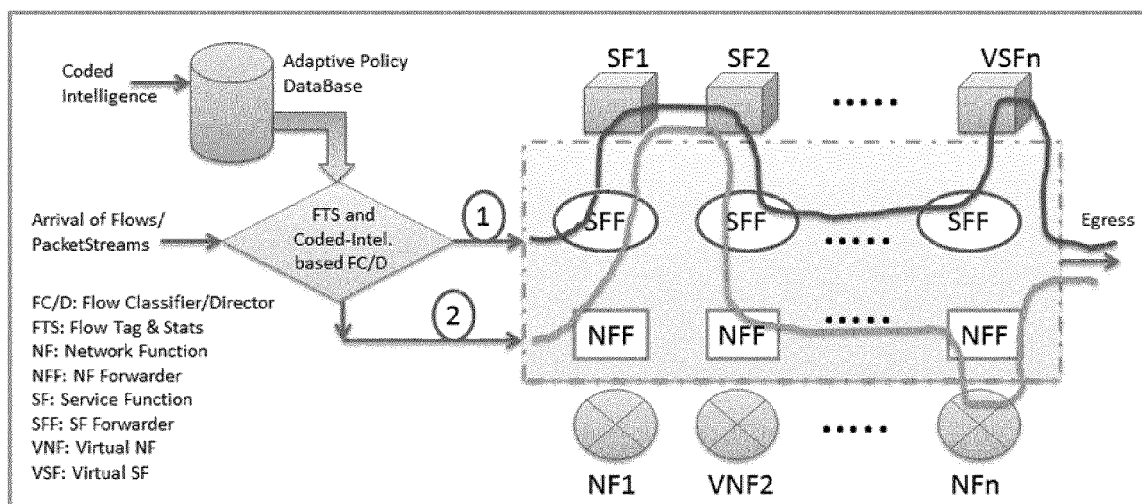 Coded
Intelligence
Adaptive Policy
DataBase
SF1
SF2
VSFn
Arrival of Flows/
PacketStreams
FTS and
Coded-Intel.
based FC/D
1
2
SFF
SFF
SFF
Egress
NFF
NFF
NFF
FC/D: Flow Classifier/Director
FTS: Flow Tag & Stats
NF: Network Function
NFF: NF Forwarder
SF: Service Function
SFF: SF Forwarder
VNF: Virtual NF
VSF: Virtual SF
NF1
VNF2
NFn